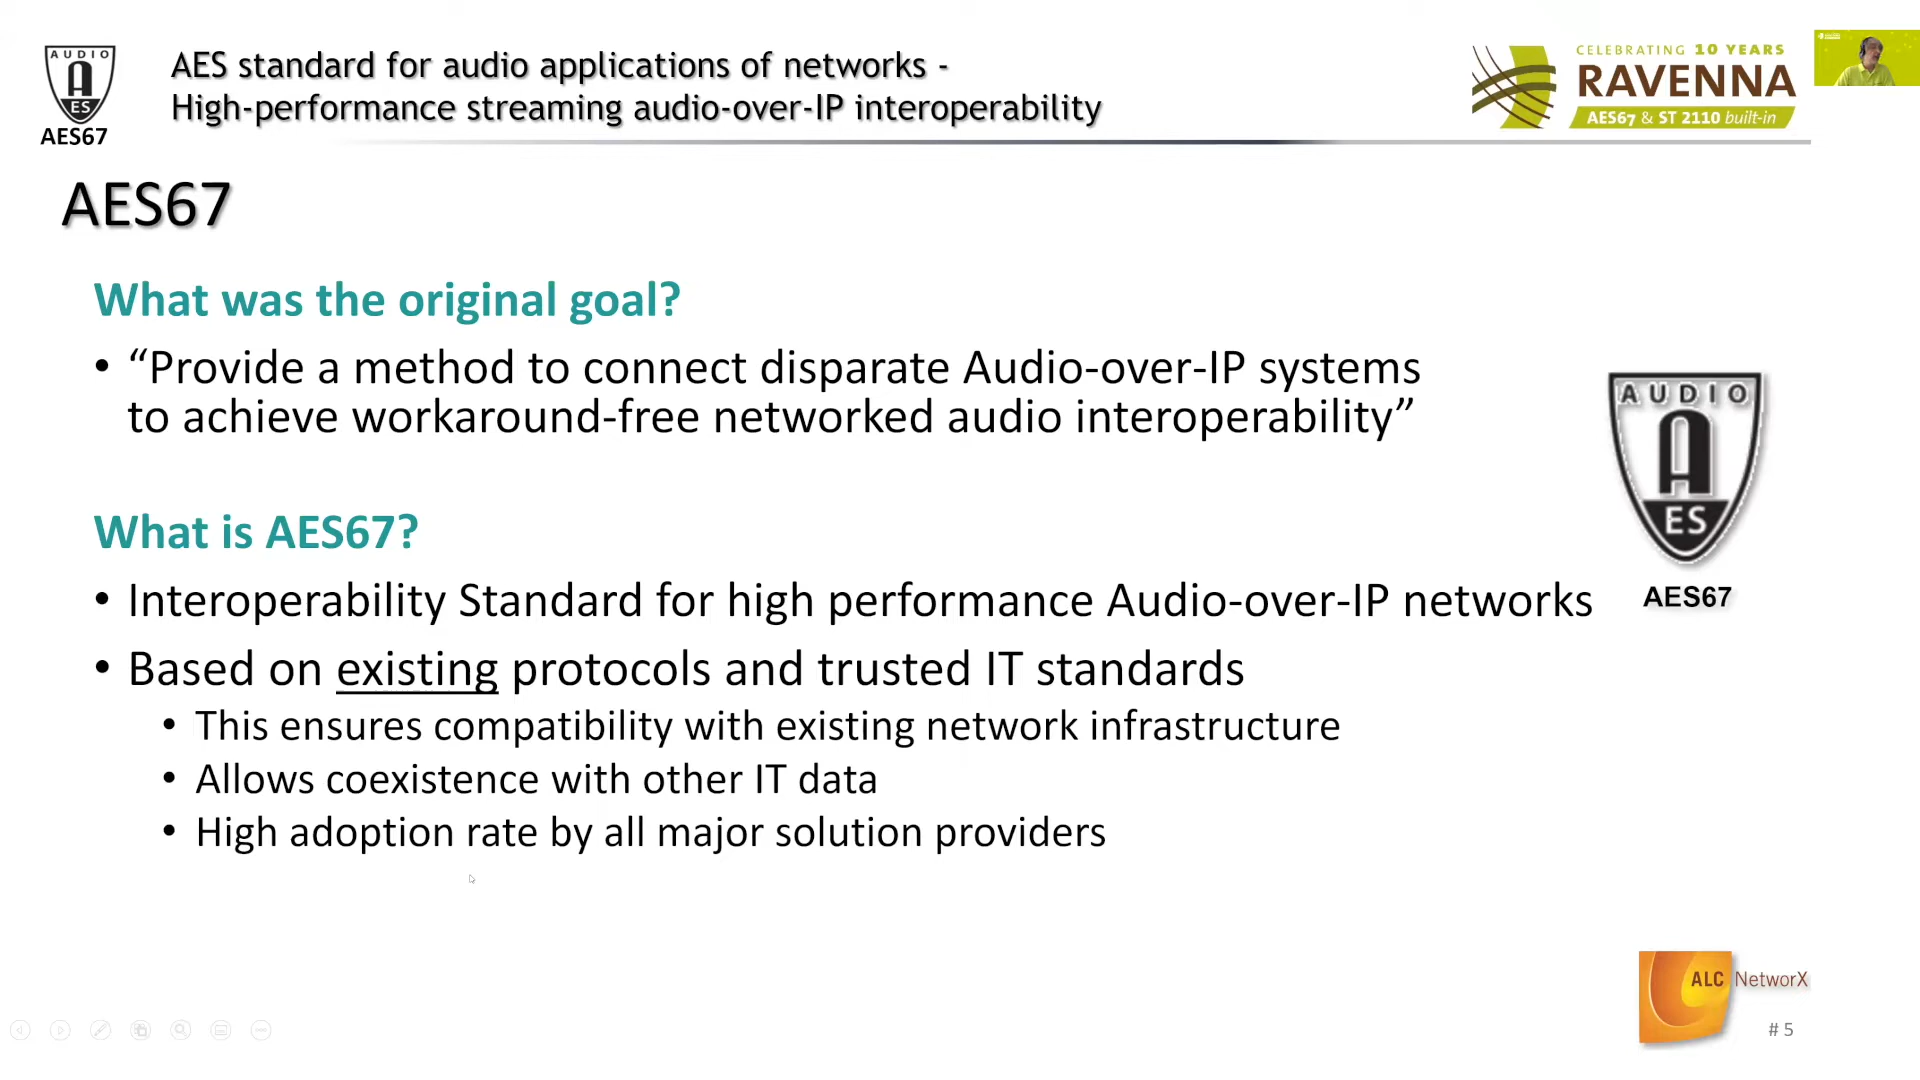 AUDIO
A
ES
AES67
AES standard for audio applications of networks -
High-performance streaming audio-over-IP interoperability
CELEBRATING 10 YEARS
RAVENNA
AES67 & ST 2110 built-in
AES67
What was the original goal?
• “Provide a method to connect disparate Audio-over-IP systems
to achieve workaround-free networked audio interoperability”
AUDIO
A
ES
AES67
What is AES67?
• Interoperability Standard for high performance Audio-over-IP networks
• Based on existing protocols and trusted IT standards
• This ensures compatibility with existing network infrastructure
• Allows coexistence with other IT data
• High adoption rate by all major solution providers
ALC NetworX
# 5